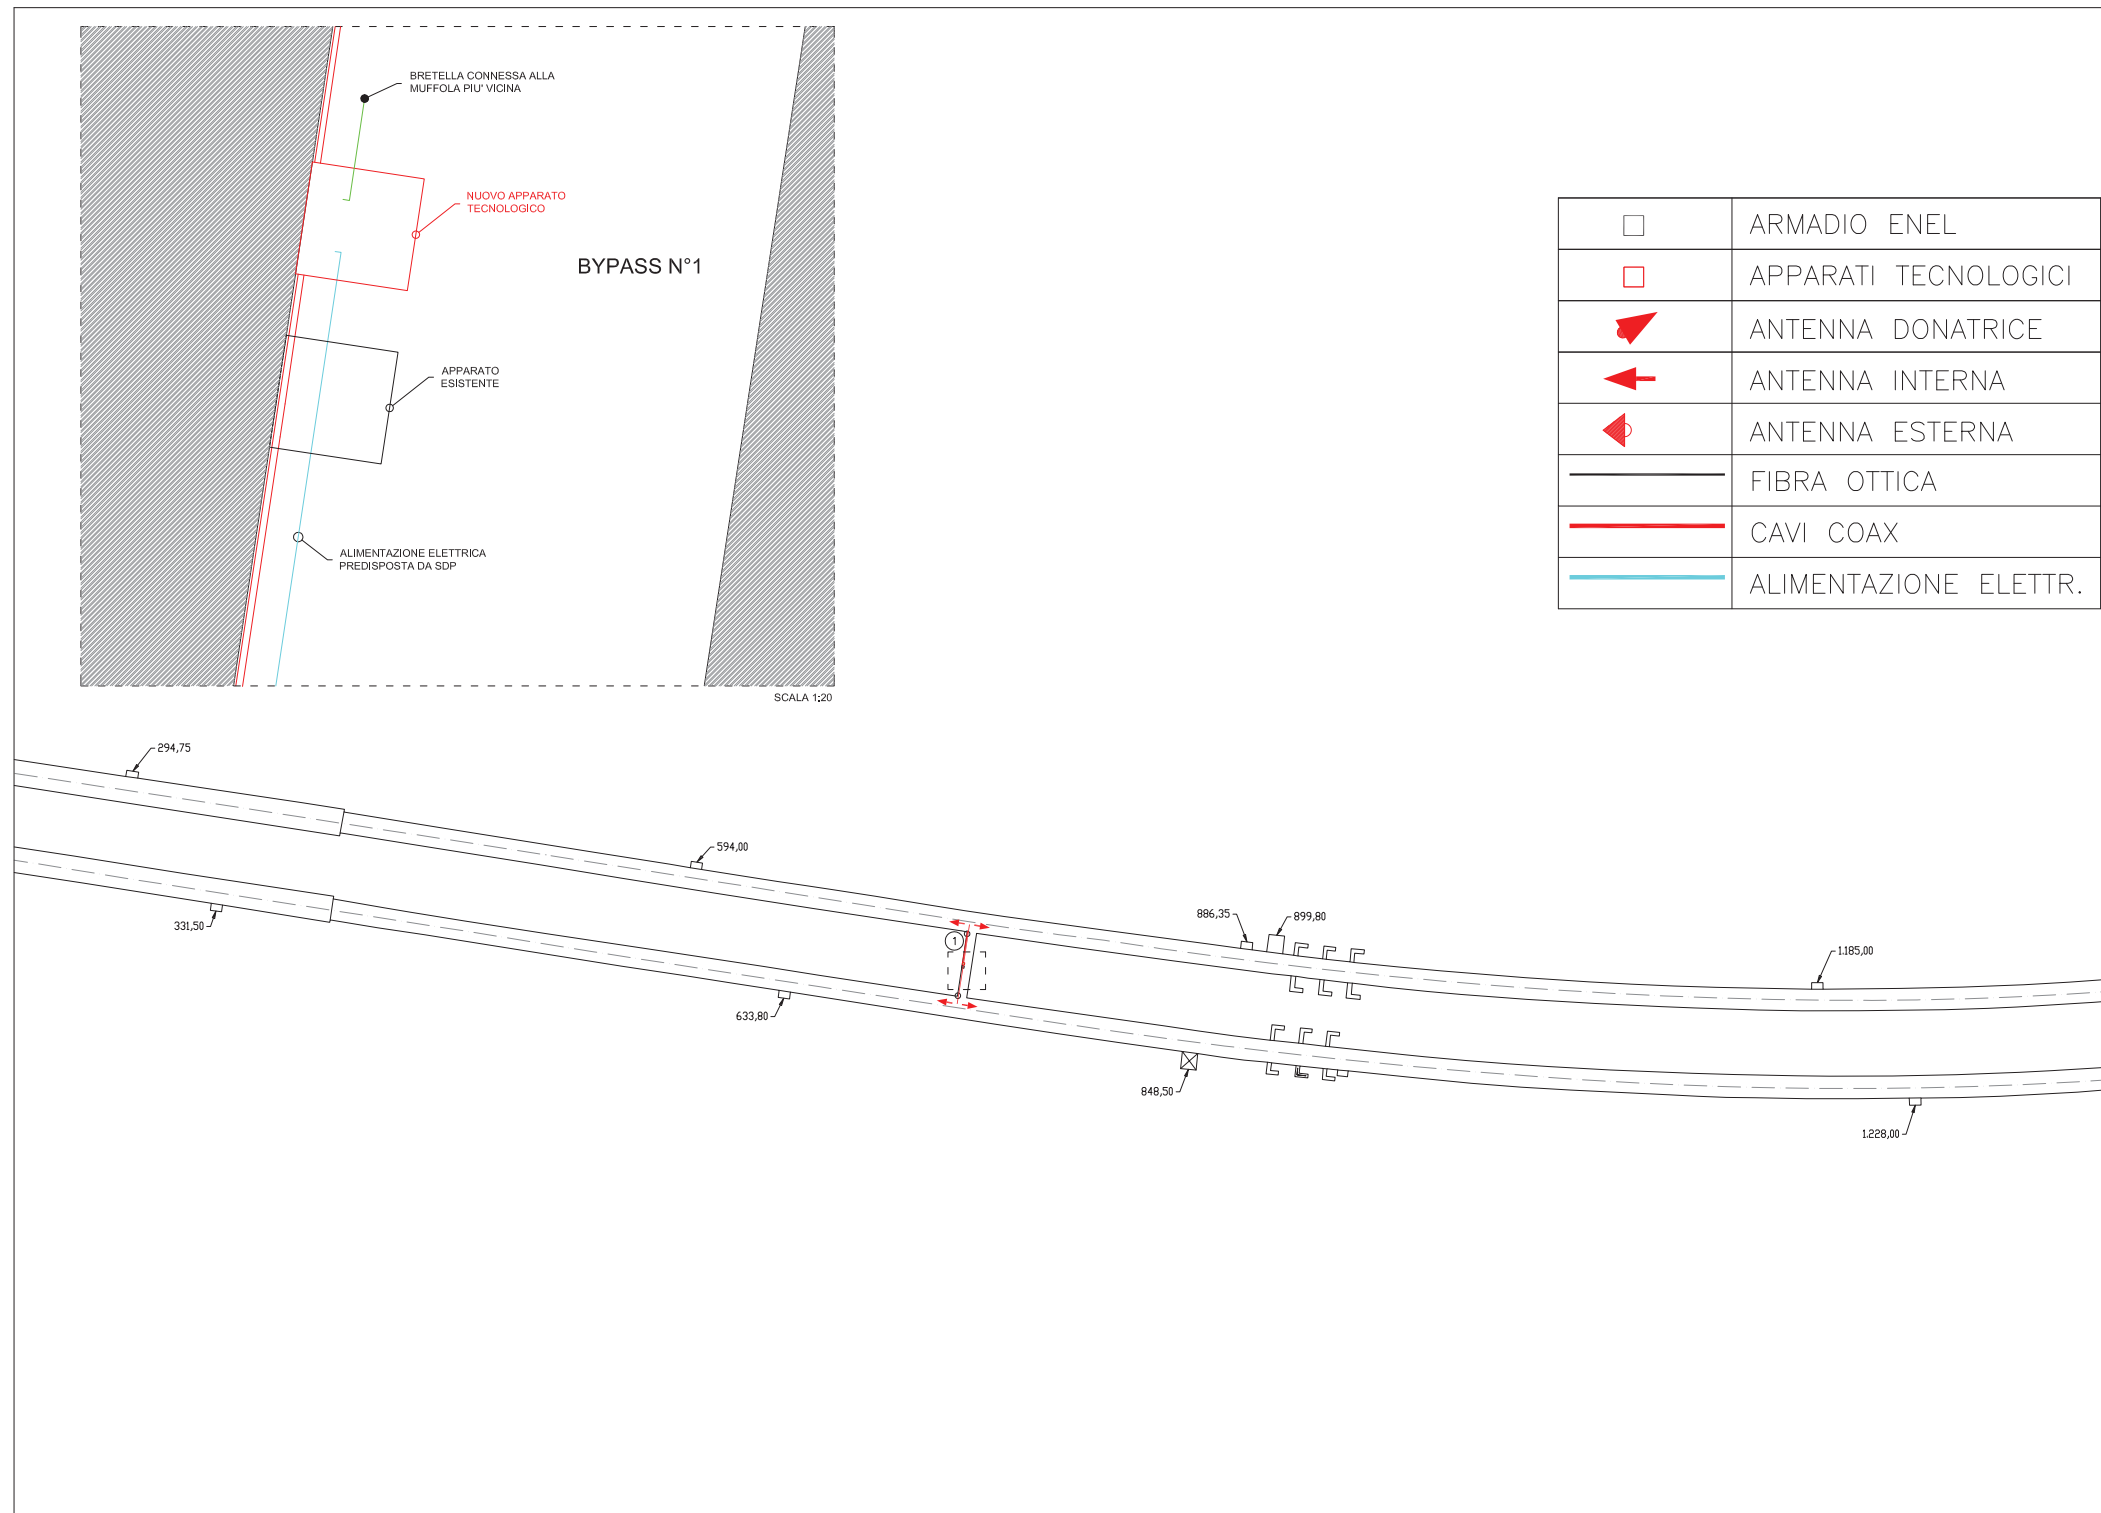 BRETELLA CONNESSA ALLA
MUFFOLA PIU' VICINA
NUOVO APPARATO
TECNOLOGICO
BYPASS N°1
APPARATO
ESISTENTE
ALIMENTAZIONE ELETTRICA
PREDISPOSTA DA SDP
SCALA 1:20
ARMADIO ENEL
APPARATI TECNOLOGICI
ANTENNA DONATRICE
ANTENNA INTERNA
ANTENNA ESTERNA
FIBRA OTTICA
CAVI COAX
ALIMENTAZIONE ELETTR.
294,75
594,00
331,50
1
886,35
899,80
1.185,00
633,80
848,50
1.228,00